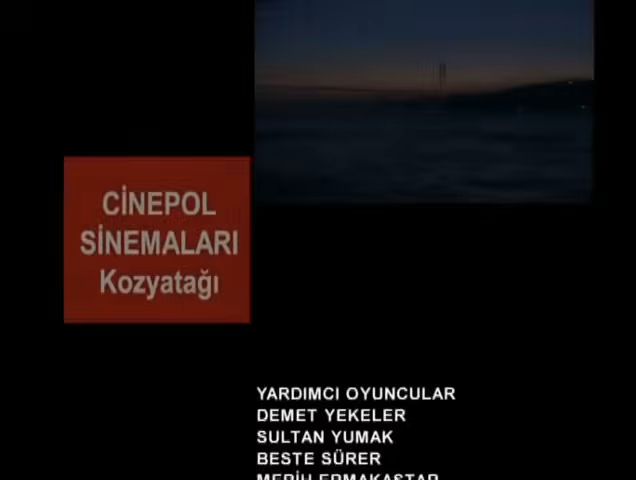 CİNEPOL
SİNEMALARI
Kozyatağı
YARDIMCI OYUNCULAR
DEMET YEKELER
SULTAN YUMAK
BESTE SÜRER